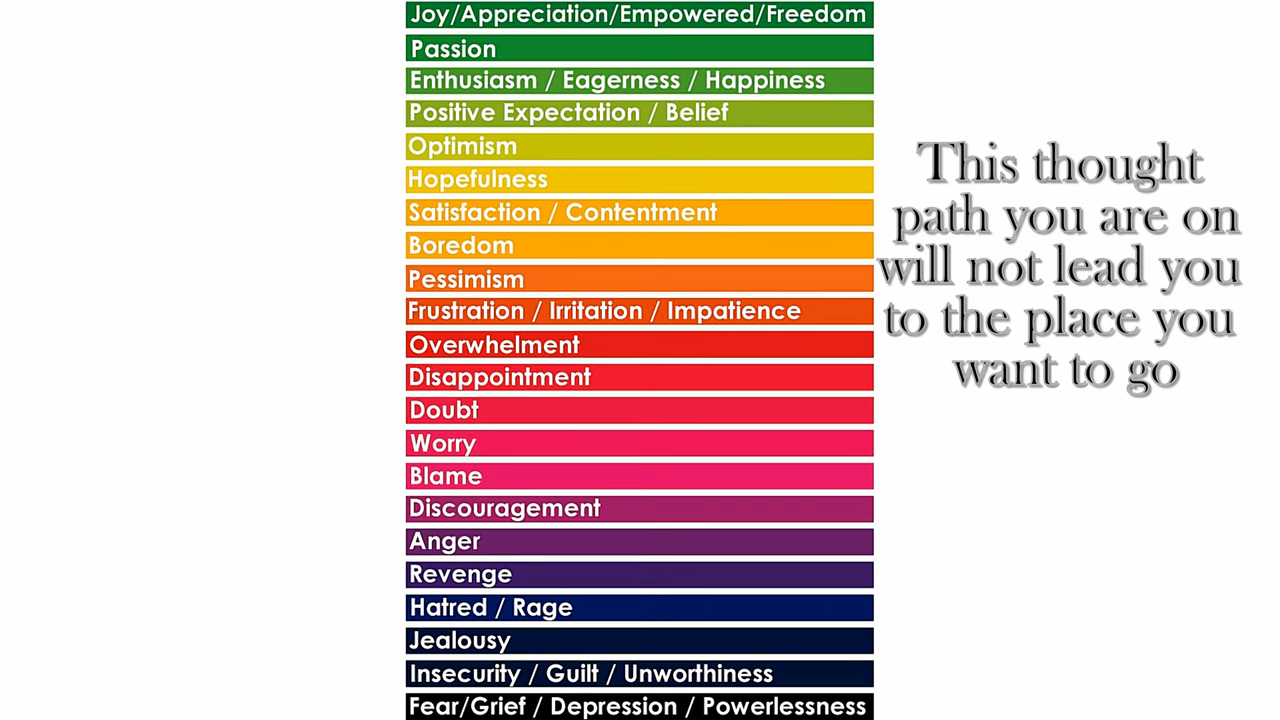 Joy/Appreciation/Empowered/Freedom
Passion
Enthusiasm / Eagerness / Happiness
Positive Expectation / Belief
Optimism
Hopefulness
Satisfaction / Contentment
Boredom
Pessimism
Frustration / Irritation / Impatience
Overwhelment
Disappointment
Doubt
Worry
Blame
Discouragement
Anger
Revenge
Hatred / Rage
Jealousy
Insecurity / Guilt / Unworthiness
Fear/Grief / Depression / Powerlessness
This thought
path you are on
will not lead you
to the place you
want to go